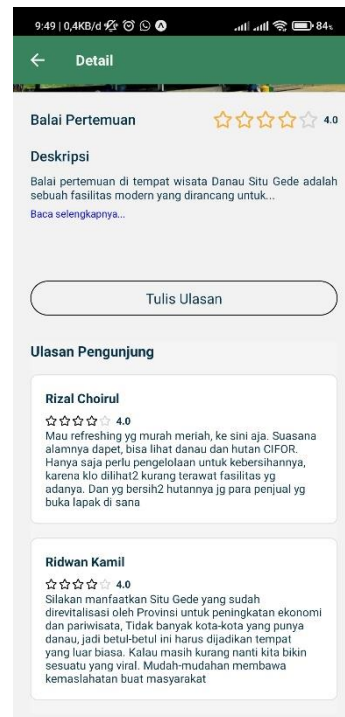 9:49 | 0,4KB/d 84%
Detail
Balai Pertemuan 4.0
Deskripsi
Balai pertemuan di tempat wisata Danau Situ Gede adalah
sebuah fasilitas modern yang dirancang untuk...
Baca selengkapnya...
Tulis Ulasan
Ulasan Pengunjung
Rizal Choirul
4.0
Mau refreshing yg murah meriah, ke sini aja. Suasana
alamnya dapet, bisa lihat danau dan hutan CIFOR.
Hanya saja perlu pengelolaan untuk kebersihannya,
karena klo dilihat2 kurang terawat fasilitas yg
adanya. Dan yg bersih2 hutannya jg para penjual yg
buka lapak di sana
Ridwan Kamil
4.0
Silakan manfaatkan Situ Gede yang sudah
direvitalisasi oleh Provinsi untuk peningkatan ekonomi
dan pariwisata, Tidak banyak kota-kota yang punya
danau, jadi betul-betul ini harus dijadikan tempat
yang luar biasa. Kalau masih kurang nanti kita bikin
sesuatu yang viral. Mudah-mudahan membawa
kemaslahatan buat masyarakat